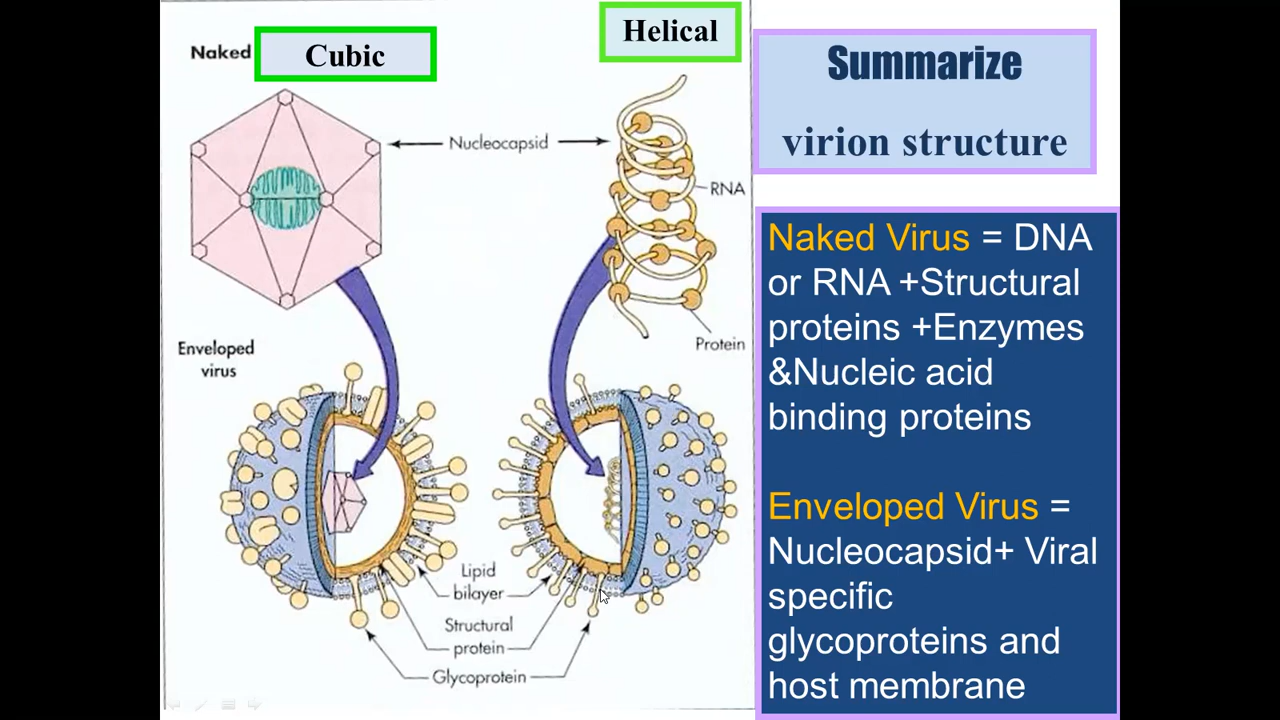 Naked
Cubic
Helical
Nucleocapsid
RNA
Protein
Enveloped
virus
Lipid
bilayer
Structural
protein
Glycoprotein
Summarize
virion structure
Naked Virus = DNA
or RNA +Structural
proteins +Enzymes
&Nucleic acid
binding proteins
Enveloped Virus =
Nucleocapsid+ Viral
specific
glycoproteins and
host membrane